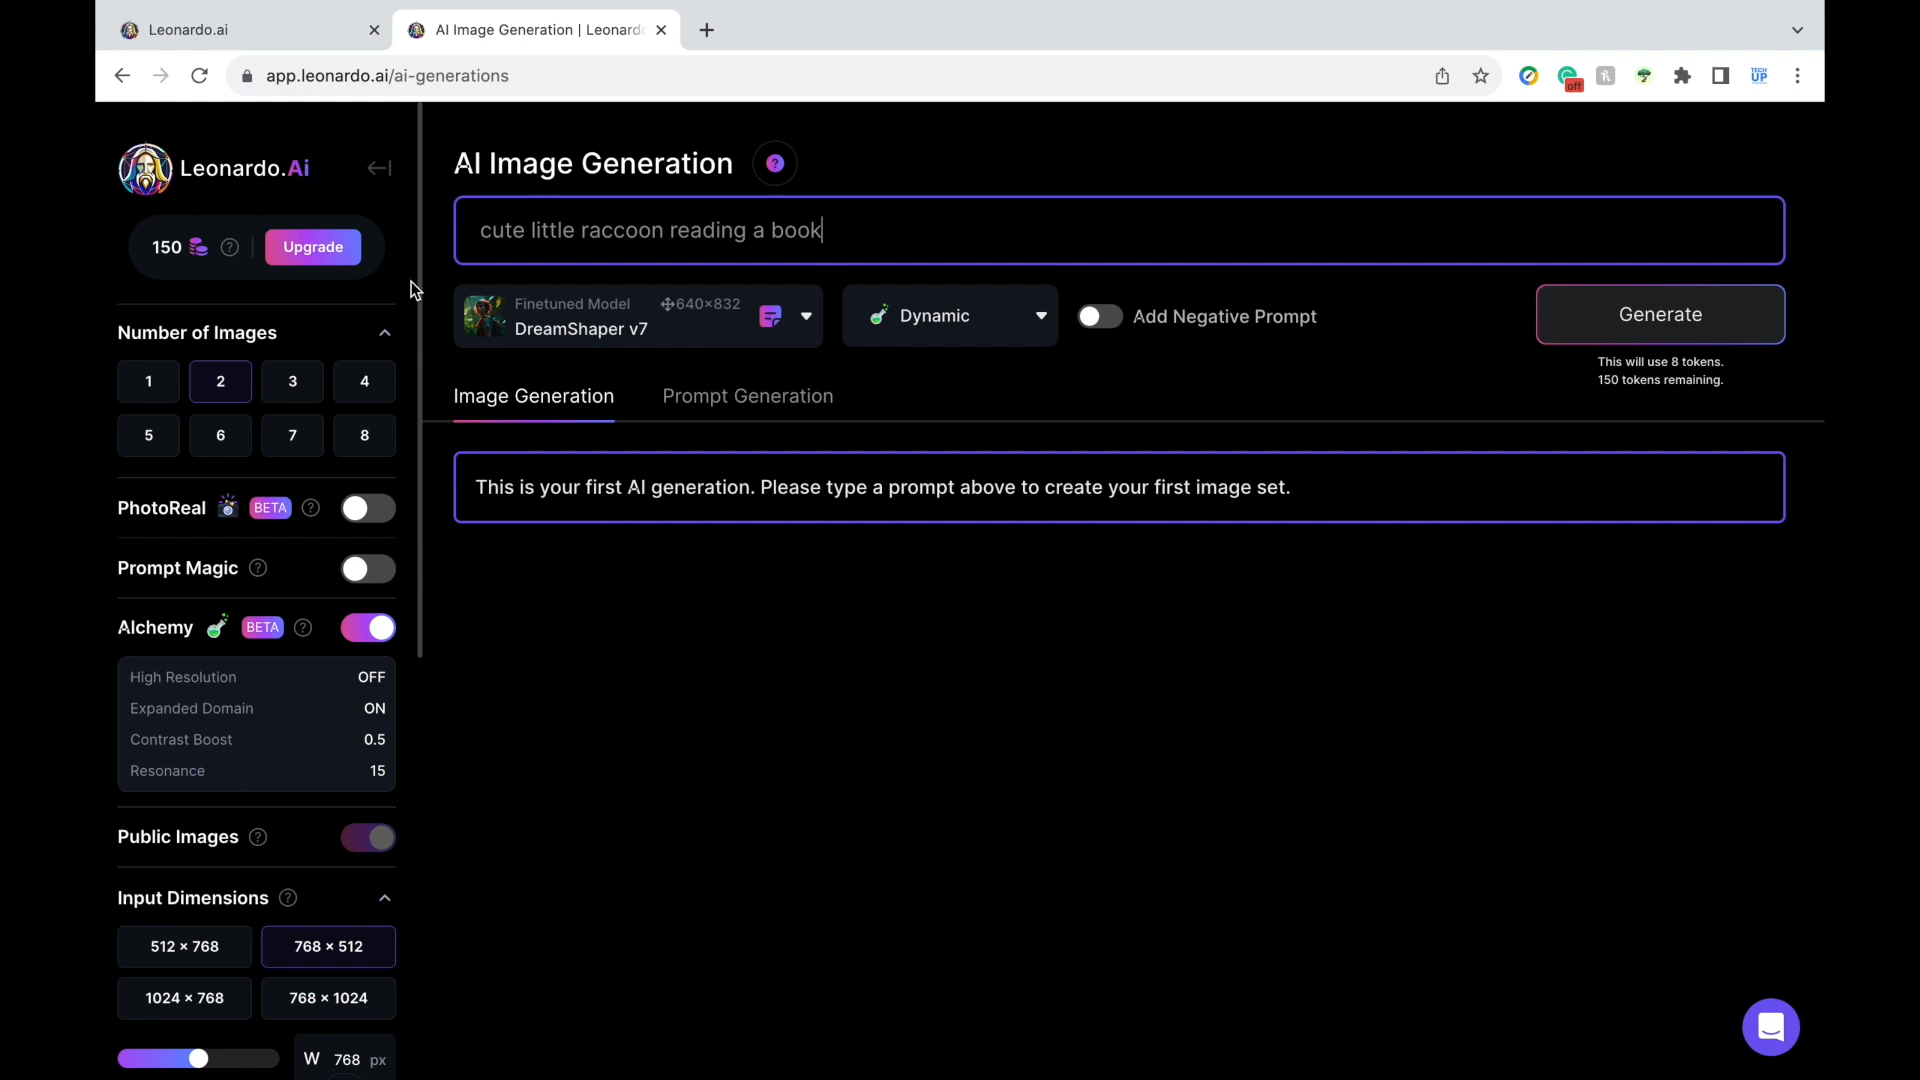 Leonardo.ai
AI Image Generation | Leonard
app.leonardo.ai/ai-generations
off
TECH
UP
Leonardo.Ai
150
Upgrade
Number of Images
1 2 3 4
5 6 7 8
PhotoReal BETA ?
Prompt Magic ?
Alchemy BETA ?
High Resolution OFF
Expanded Domain ON
Contrast Boost 0.5
Resonance 15
Public Images ?
Input Dimensions ?
512 × 768 768 × 512
1024 × 768 768 × 1024
W 768 px
AI Image Generation ?
cute little raccoon reading a book
Finetuned Model 640×832
DreamShaper v7
Dynamic
Add Negative Prompt
Generate
This will use 8 tokens.
150 tokens remaining.
Image Generation Prompt Generation
This is your first AI generation. Please type a prompt above to create your first image set.